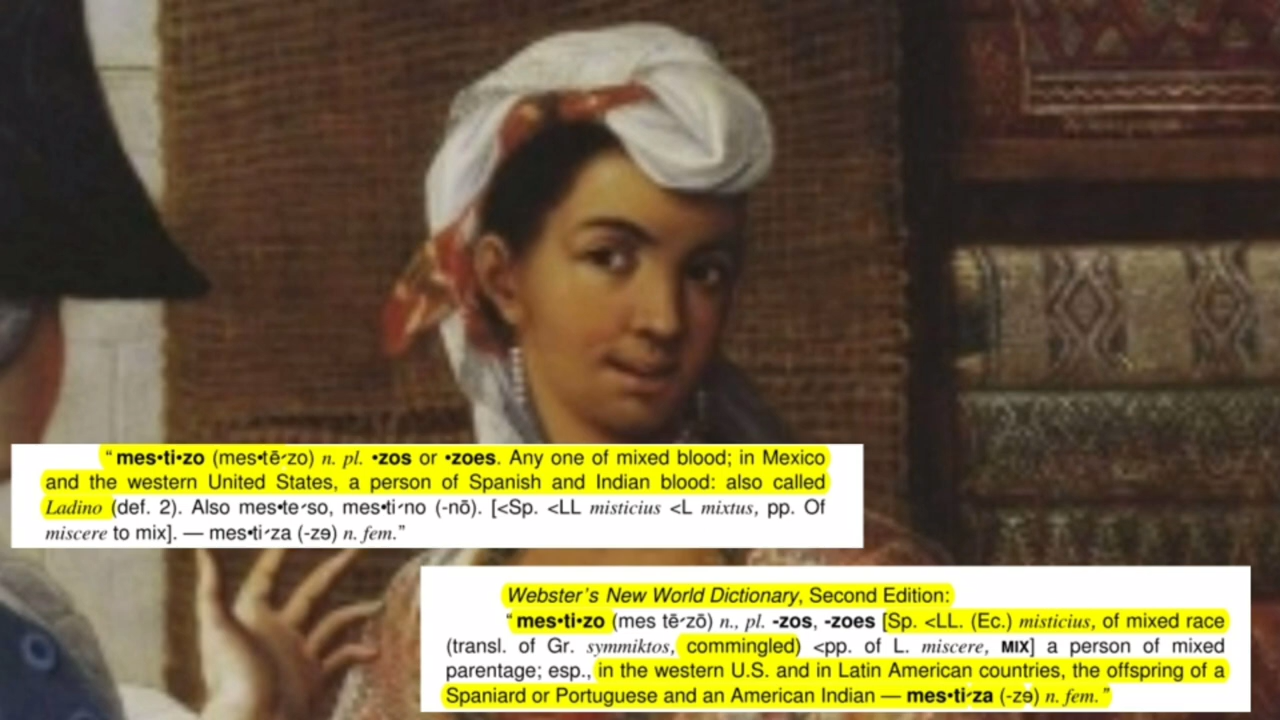 “mes•ti•zo (mes•tē´zo) n. pl. •zos or •zoes. Any one of mixed blood; in Mexico
and the western United States, a person of Spanish and Indian blood: also called
Ladino (def. 2). Also mes•te´so, mes•ti´no (-nō). [<Sp. <LL misticius <L mixtus, pp. Of
miscere to mix]. — mes•ti´za (-zə) n. fem.”
Webster’s New World Dictionary, Second Edition:
“mes•ti•zo (mes tē´zō) n., pl. -zos, -zoes [Sp. <LL. (Ec.) misticius, of mixed race
(transl. of Gr. symmiktos, commingled) <pp. of L. miscere, MIX] a person of mixed
parentage; esp., in the western U.S. and in Latin American countries, the offspring of a
Spaniard or Portuguese and an American Indian — mes•ti´za (-zə) n. fem.”